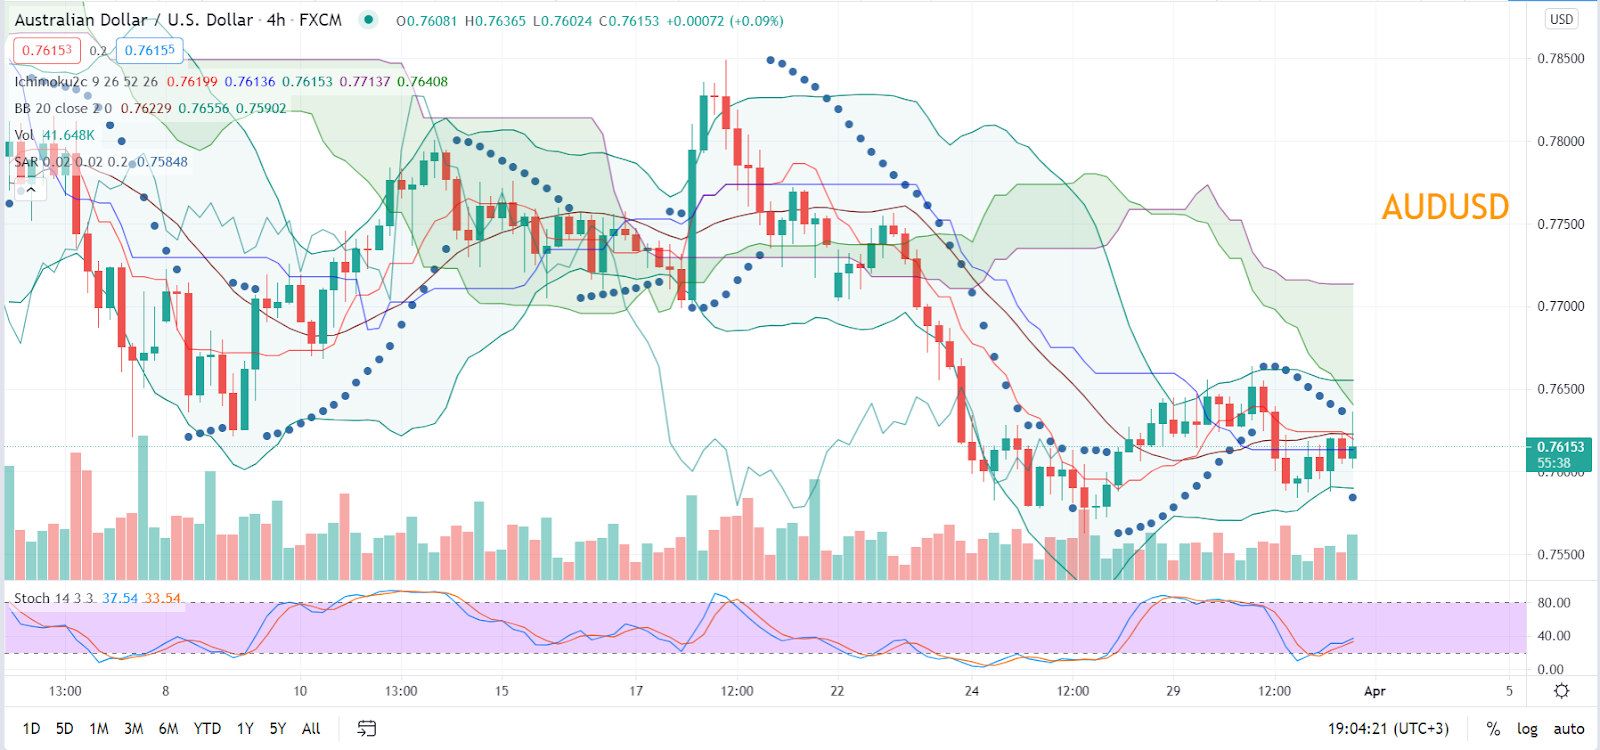 Australian Dollar / U.S. Dollar · 4h · FXCM O0.76081 H0.76365 L0.76024 C0.76153 +0.00072 (+0.09%)
USD
0.76153 0.2 0.76155
Ichimoku2c 9 26 52 26 0.76199 0.76136 0.76153 0.77137 0.76408
BB 20 close 2 0 0.76229 0.76556 0.75902
Vol 41.648K
SAR 0.02 0.02 0.2 0.75848
AUDUSD
0.78500
0.78000
0.77500
0.77000
0.76500
0.76153
55:38
0.76000
0.75500
Stoch 14 3 3 37.54 33.54
80.00
40.00
0.00
13:00 8 10 13:00 15 17 12:00 22 24 12:00 29 12:00 Apr 5
1D 5D 1M 3M 6M YTD 1Y 5Y All 19:04:21 (UTC+3) % log auto